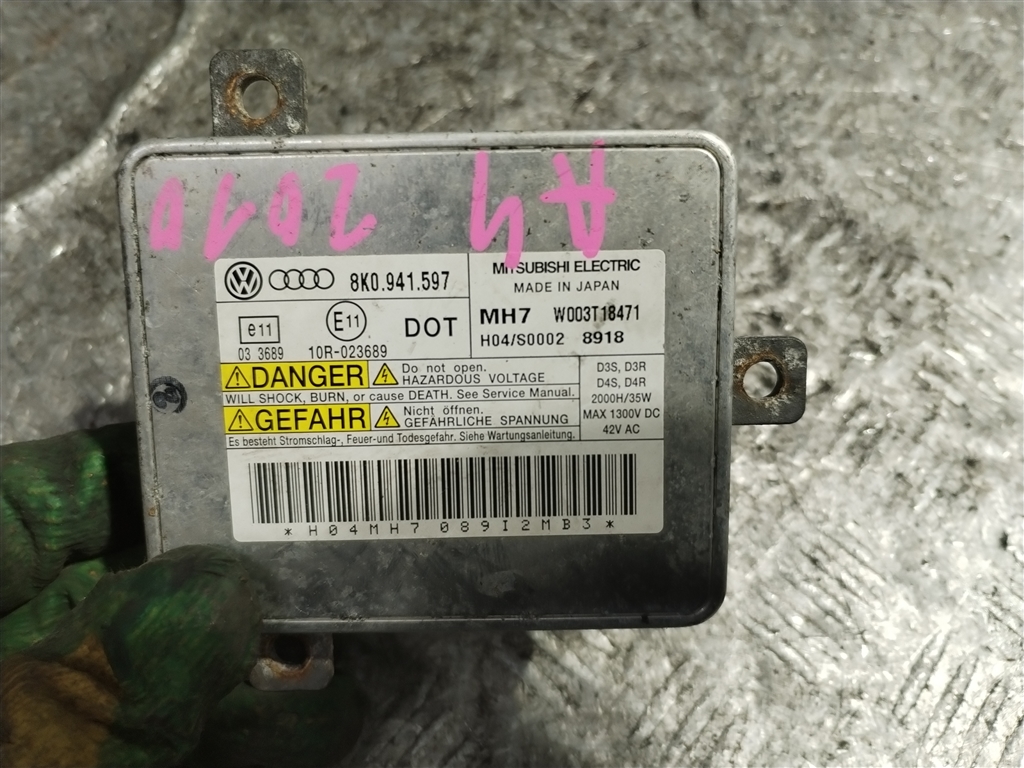 A4 2010
8K0.941.597
MITSUBISHI ELECTRIC
MADE IN JAPAN
e11
E11
DOT
03 3689
10R-023689
MH7 W003T18471
H04/S0002 8918
DANGER
Do not open.
HAZARDOUS VOLTAGE
WILL SHOCK, BURN, or cause DEATH. See Service Manual.
GEFAHR
Nicht öffnen.
GEFÄHRLICHE SPANNUNG
Es besteht Stromschlag-, Feuer-und Todesgefahr. Siehe Wartungsanleitung.
D3S, D3R
D4S, D4R
2000H/35W
MAX 1300V DC
42V AC
*H04MH7089I2MB3*